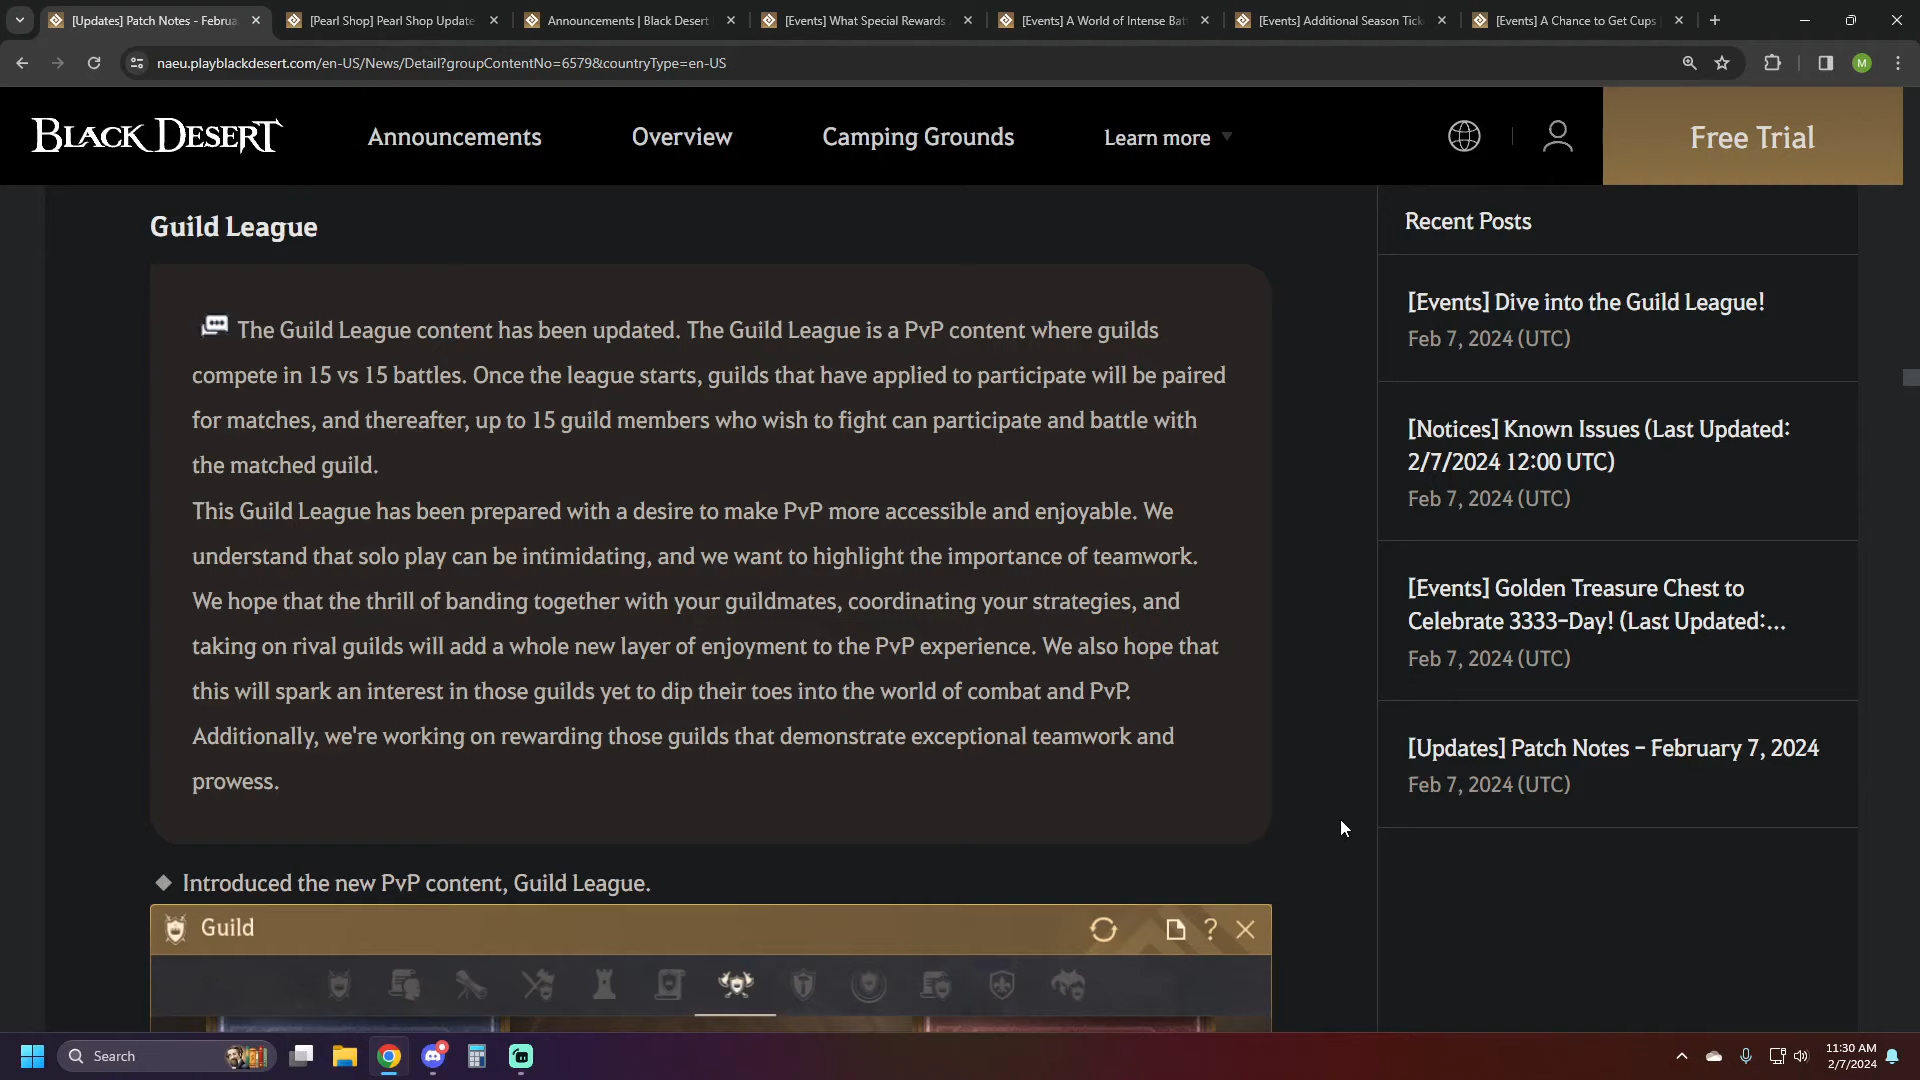 [Updates] Patch Notes - Februa
[Pearl Shop] Pearl Shop Update
Announcements | Black Desert
[Events] What Special Rewards
[Events] A World of Intense Bat
[Events] Additional Season Tick
[Events] A Chance to Get Cups
naeu.playblackdesert.com/en-US/News/Detail?groupContentNo=6579&countryType=en-US
M
BLACK DESERT
Announcements
Overview
Camping Grounds
Learn more
Free Trial
Guild League
The Guild League content has been updated. The Guild League is a PvP content where guilds
compete in 15 vs 15 battles. Once the league starts, guilds that have applied to participate will be paired
for matches, and thereafter, up to 15 guild members who wish to fight can participate and battle with
the matched guild.
This Guild League has been prepared with a desire to make PvP more accessible and enjoyable. We
understand that solo play can be intimidating, and we want to highlight the importance of teamwork.
We hope that the thrill of banding together with your guildmates, coordinating your strategies, and
taking on rival guilds will add a whole new layer of enjoyment to the PvP experience. We also hope that
this will spark an interest in those guilds yet to dip their toes into the world of combat and PvP.
Additionally, we're working on rewarding those guilds that demonstrate exceptional teamwork and
prowess.
◆ Introduced the new PvP content, Guild League.
Guild
?
Recent Posts
[Events] Dive into the Guild League!
Feb 7, 2024 (UTC)
[Notices] Known Issues (Last Updated:
2/7/2024 12:00 UTC)
Feb 7, 2024 (UTC)
[Events] Golden Treasure Chest to
Celebrate 3333-Day! (Last Updated:...
Feb 7, 2024 (UTC)
[Updates] Patch Notes - February 7, 2024
Feb 7, 2024 (UTC)
Search
11:30 AM
2/7/2024